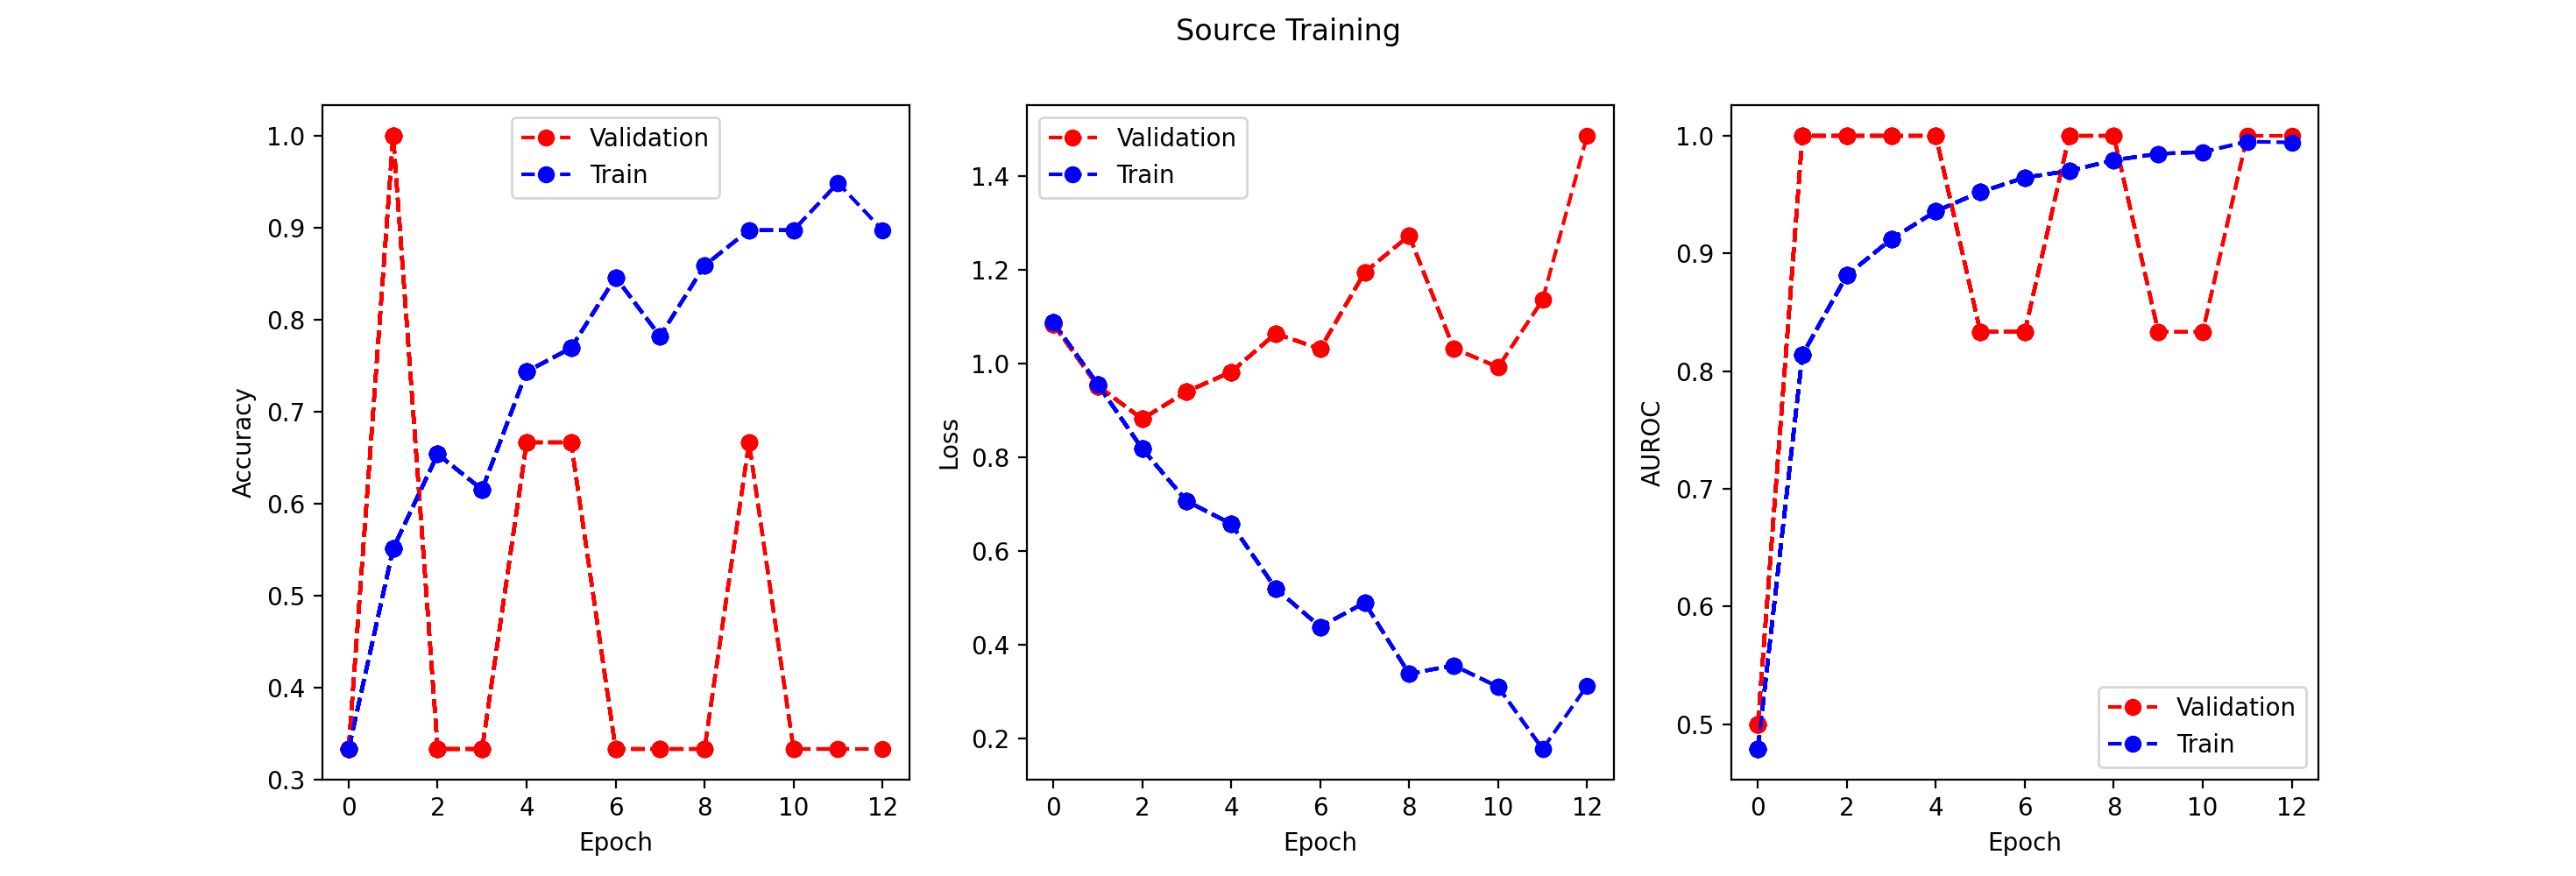 Source Training
Accuracy
1.0
0.9
0.8
0.7
0.6
0.5
0.4
0.3
0 2 4 6 8 10 12
Epoch
Validation
Train
Loss
1.4
1.2
1.0
0.8
0.6
0.4
0.2
0 2 4 6 8 10 12
Epoch
Validation
Train
AUROC
1.0
0.9
0.8
0.7
0.6
0.5
0 2 4 6 8 10 12
Epoch
Validation
Train